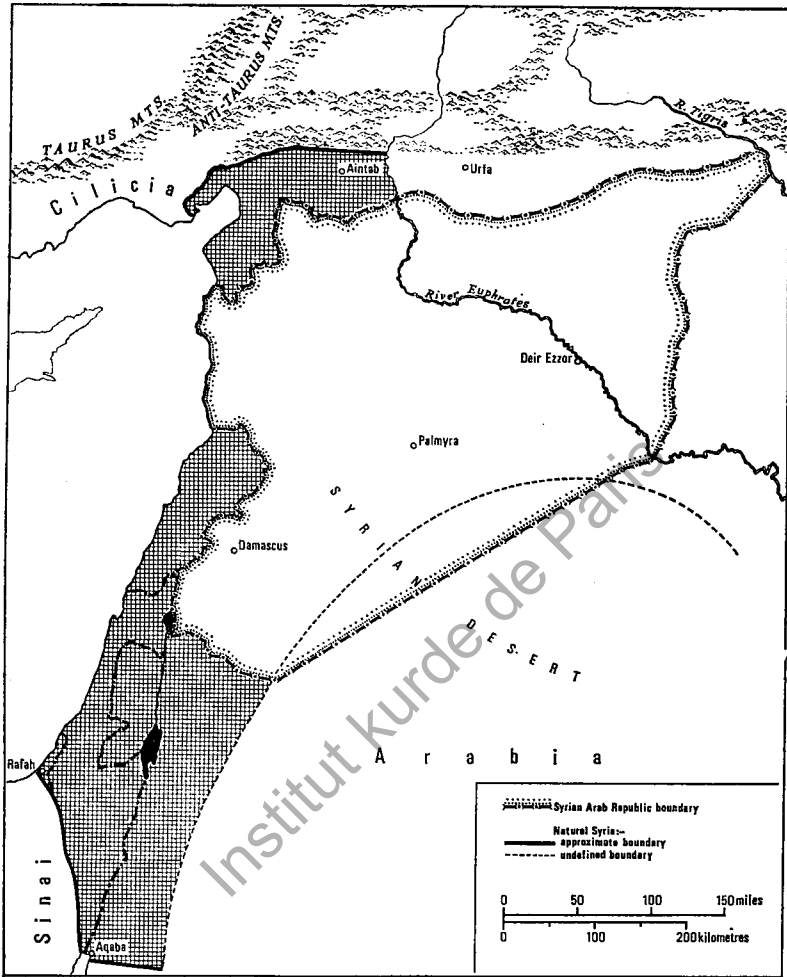 TAURUS MTS.
ANTI-TAURUS MTS.
R. Tigris
Cilicia
Aintab
Urfa
River Euphrates
Deir Ezzor
Palmyra
SYRIAN DESERT
Damascus
Arabia
Rafah
Sinai
Aqaba
Institut kurde de Paris
Syrian Arab Republic boundary
Natural Syria:–
approximate boundary
undefined boundary
0 50 100 150 miles
0 100 200 kilometres